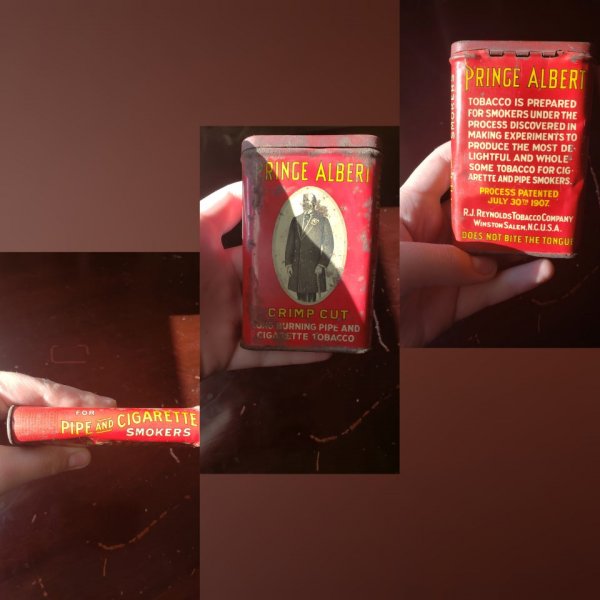 FOR
PIPE AND CIGARETTE
SMOKERS
PRINCE ALBERT
CRIMP CUT
LONG BURNING PIPE AND
CIGARETTE TOBACCO
SMOKERS
PRINCE ALBERT
TOBACCO IS PREPARED
FOR SMOKERS UNDER THE
PROCESS DISCOVERED IN
MAKING EXPERIMENTS TO
PRODUCE THE MOST DE-
LIGHTFUL AND WHOLE-
SOME TOBACCO FOR CIG-
ARETTE AND PIPE SMOKERS.
PROCESS PATENTED
JULY 30TH 1907.
R.J. REYNOLDS TOBACCO COMPANY
WINSTON SALEM, N.C.U.S.A.
DOES NOT BITE THE TONGUE